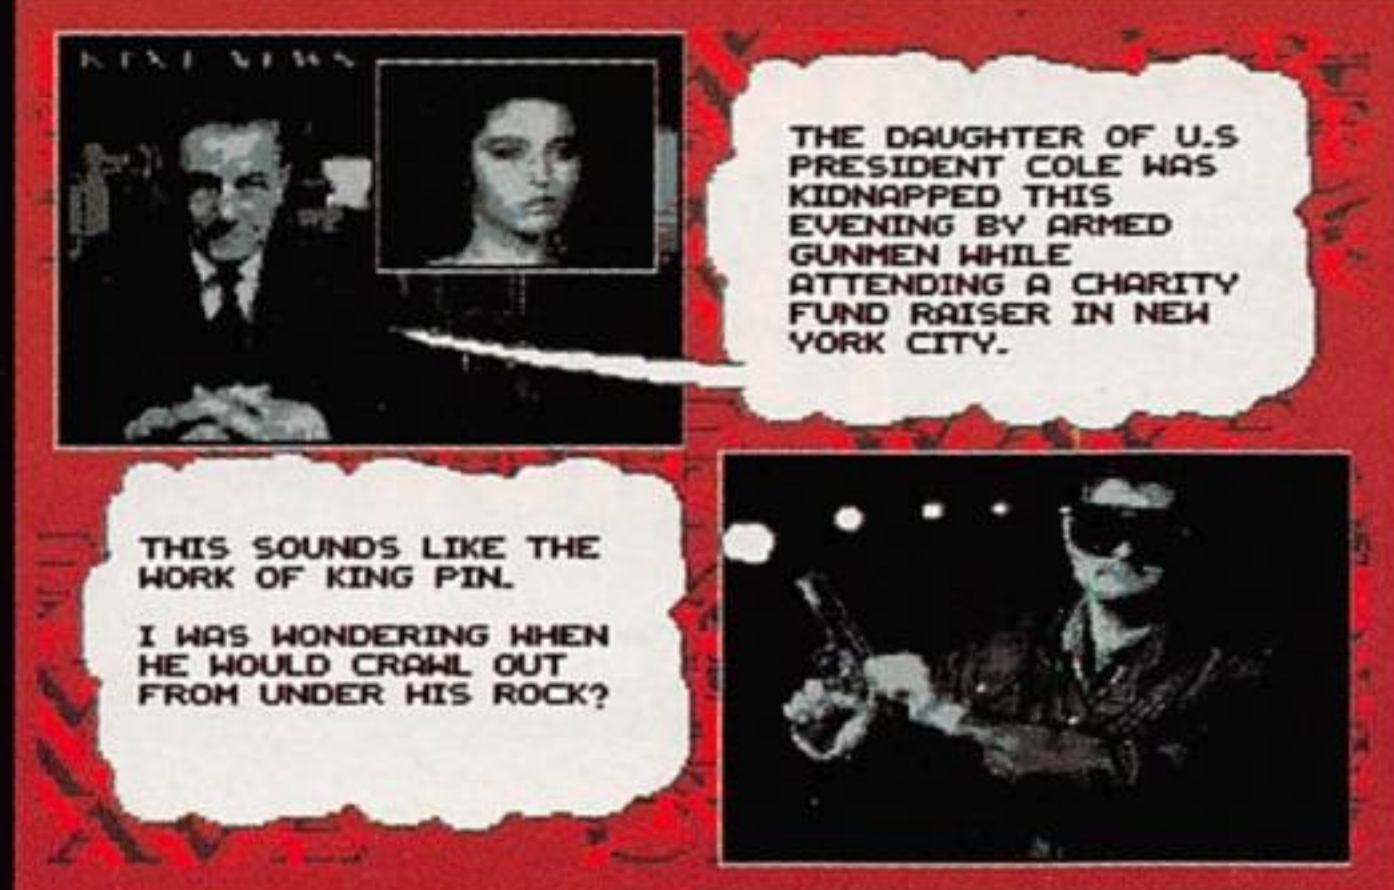 THE DAUGHTER OF U.S
PRESIDENT COLE WAS
KIDNAPPED THIS
EVENING BY ARMED
GUNMEN WHILE
ATTENDING A CHARITY
FUND RAISER IN NEW
YORK CITY.
THIS SOUNDS LIKE THE
WORK OF KING PIN.
I WAS WONDERING WHEN
HE WOULD CRAWL OUT
FROM UNDER HIS ROCK?